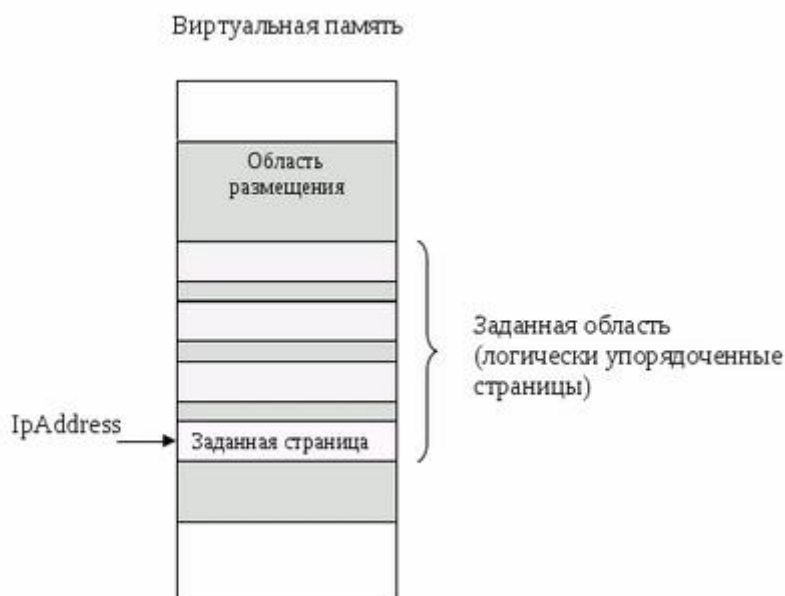 Виртуальная память
Область
размещения
Заданная область
(логически упорядоченные
страницы)
IpAddress
Заданная страница